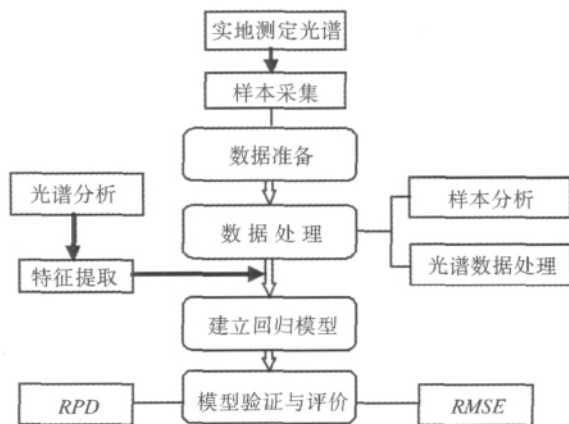 实地测定光谱
样本采集
数据准备
光谱分析
样本分析
数据处理
光谱数据处理
特征提取
建立回归模型
RPD
模型验证与评价
RMSE